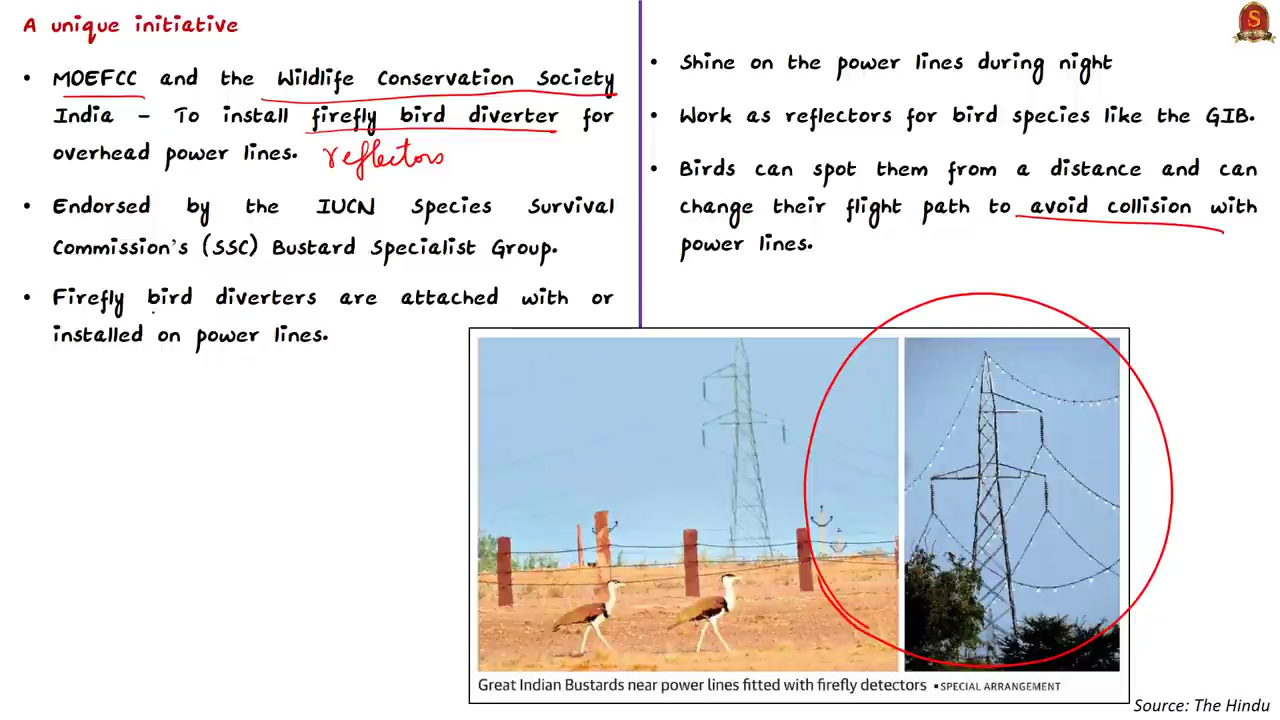 A unique initiative
• MOEFCC and the Wildlife Conservation Society
India – To install firefly bird diverter for
overhead power lines. reflectors
• Endorsed by the IUCN Species Survival
Commission's (SSC) Bustard Specialist Group.
• Firefly bird diverters are attached with or
installed on power lines.
• Shine on the power lines during night
• Work as reflectors for bird species like the GIB.
• Birds can spot them from a distance and can
change their flight path to avoid collision with
power lines.
Great Indian Bustards near power lines fitted with firefly detectors ▪SPECIAL ARRANGEMENT
Source: The Hindu
S